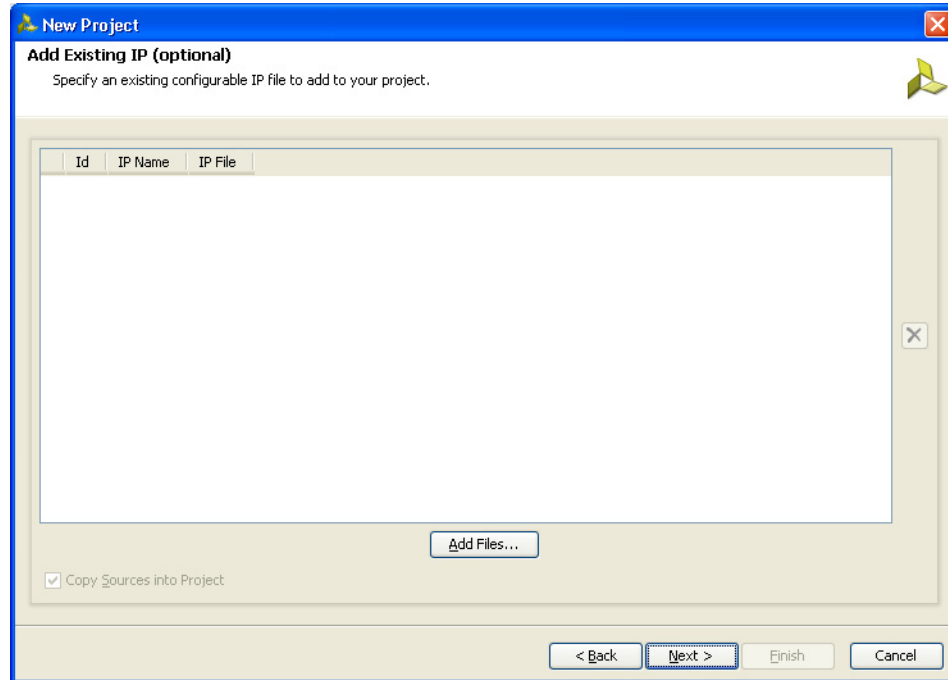 New Project
Add Existing IP (optional)
Specify an existing configurable IP file to add to your project.
Id IP Name IP File
Add Files...
Copy Sources into Project
< Back Next > Finish Cancel